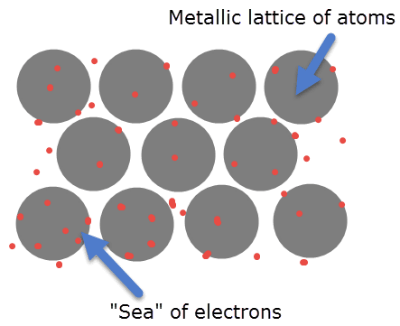 Metallic lattice of atoms
"Sea" of electrons